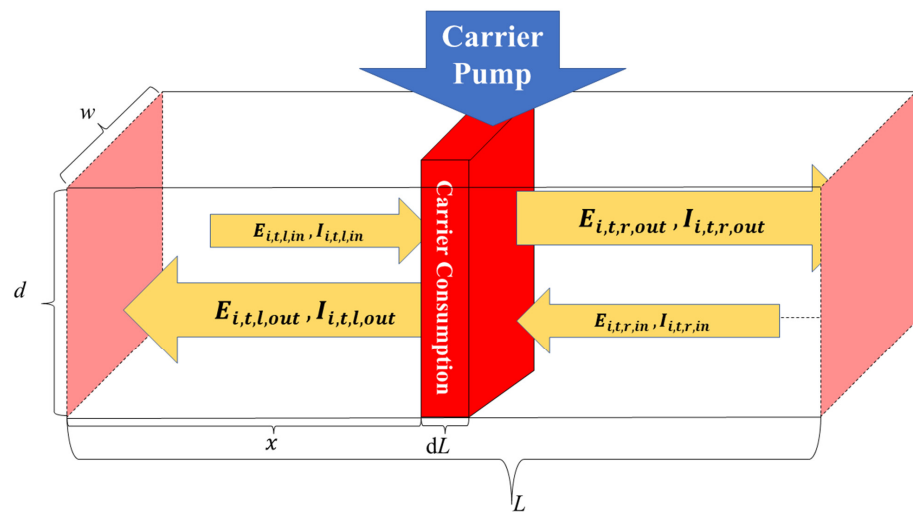 Carrier
Pump
w
Carrier Consumption
E_{i,t,l,in}, I_{i,t,l,in}
E_{i,t,r,out}, I_{i,t,r,out}
d
E_{i,t,l,out}, I_{i,t,l,out}
E_{i,t,r,in}, I_{i,t,r,in}
x
dL
L